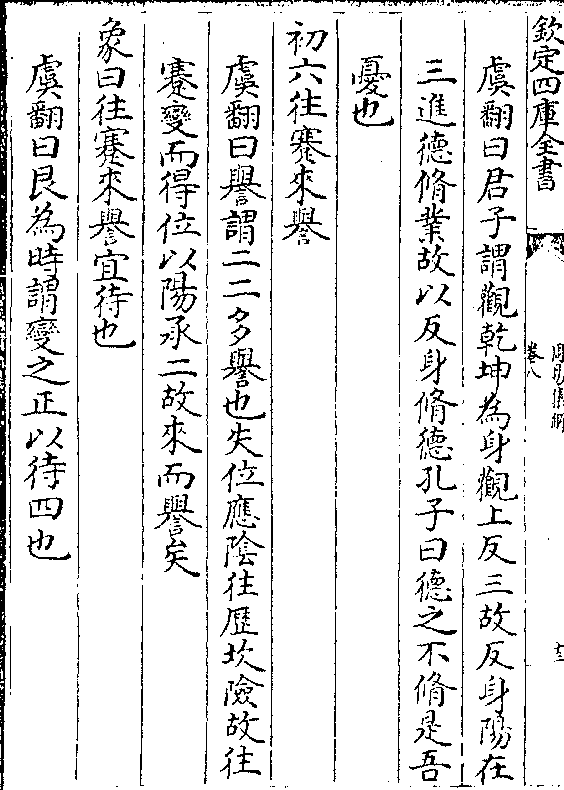 欽定四庫全書
卷八
十三
虞翻曰君子謂觀乾坤為身觀上反三故反身陽在
三進德脩業故以反身脩德孔子曰德之不脩是吾
憂也
初六往蹇來譽
虞翻曰譽謂二二多譽也失位應陰往歴坎險故往
蹇變而得位以陽承二故來而譽矣
象曰往蹇來譽宜待也
虞翻曰艮為時謂變之正以待四也